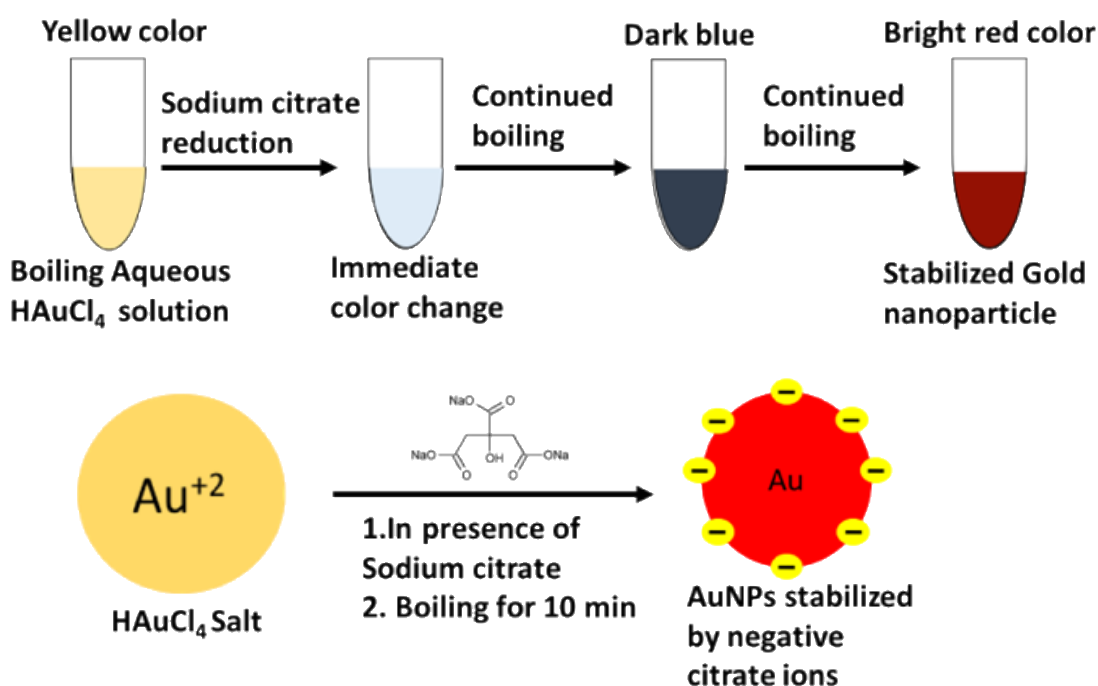 Yellow color
Dark blue
Bright red color
Sodium citrate
reduction
Continued
boiling
Continued
boiling
Boiling Aqueous
HAuCl₄ solution
Immediate
color change
Stabilized Gold
nanoparticle
Au⁺²
NaO
O
NaO
O
OH
O
ONa
Au
1.In presence of
Sodium citrate
2. Boiling for 10 min
HAuCl₄ Salt
AuNPs stabilized
by negative
citrate ions